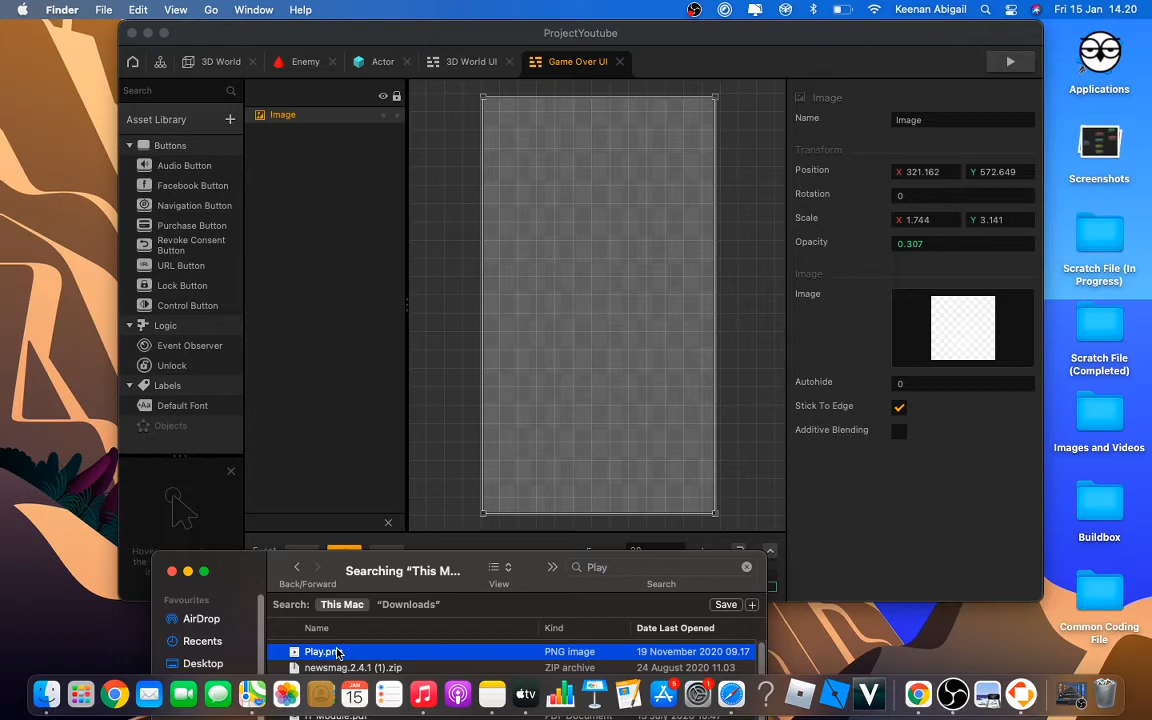 Finder File Edit View Go Window Help Keenan Abigail Fri 15 Jan 14.20
ProjectYoutube
3D World Enemy Actor 3D World UI Game Over UI
Search
Asset Library
Buttons
Audio Button
Facebook Button
Navigation Button
Purchase Button
Revoke Consent
Button
URL Button
Lock Button
Control Button
Logic
Event Observer
Unlock
Labels
Default Font
Objects
Image
Image
Name Image
Transform
Position X 321.162 Y 572.649
Rotation 0
Scale X 1.744 Y 3.141
Opacity 0.307
Image
Image
Autohide 0
Stick To Edge
Additive Blending
Applications
Screenshots
Scratch File (In
Progress)
Scratch File
(Completed)
Images and Videos
Buildbox
Common Coding
File
Searching “This M...
Back/Forward View Search
Play
Search: This Mac “Downloads” Save
Name Kind Date Last Opened
Play.png PNG image 19 November 2020 09.17
newsmag.2.4.1 (1).zip ZIP archive 24 August 2020 11.03
Favourites
AirDrop
Recents
Desktop
JAN
15
tv